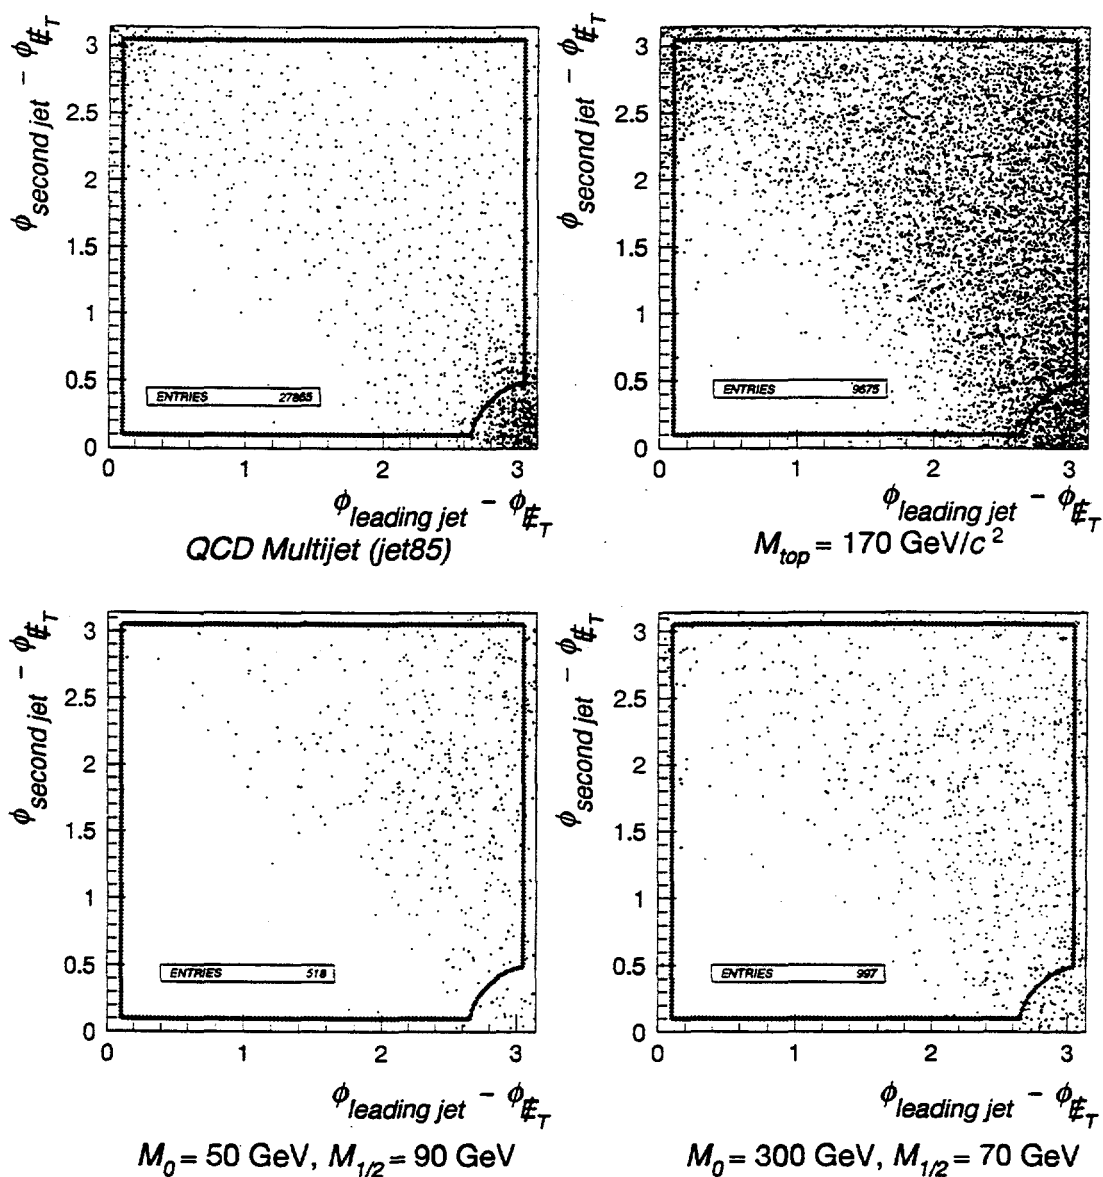 ϕsecond jet − ϕE̸T
3
2.5
2
1.5
1
0.5
0
ENTRIES 27865
0 1 2 3
ϕleading jet − ϕE̸T
QCD Multijet (jet85)
ϕsecond jet − ϕE̸T
3
2.5
2
1.5
1
0.5
0
ENTRIES 9675
0 1 2 3
ϕleading jet − ϕE̸T
Mtop = 170 GeV/c²
ϕsecond jet − ϕE̸T
3
2.5
2
1.5
1
0.5
0
ENTRIES 518
0 1 2 3
ϕleading jet − ϕE̸T
M0 = 50 GeV, M1/2 = 90 GeV
ϕsecond jet − ϕE̸T
3
2.5
2
1.5
1
0.5
0
ENTRIES 997
0 1 2 3
ϕleading jet − ϕE̸T
M0 = 300 GeV, M1/2 = 70 GeV